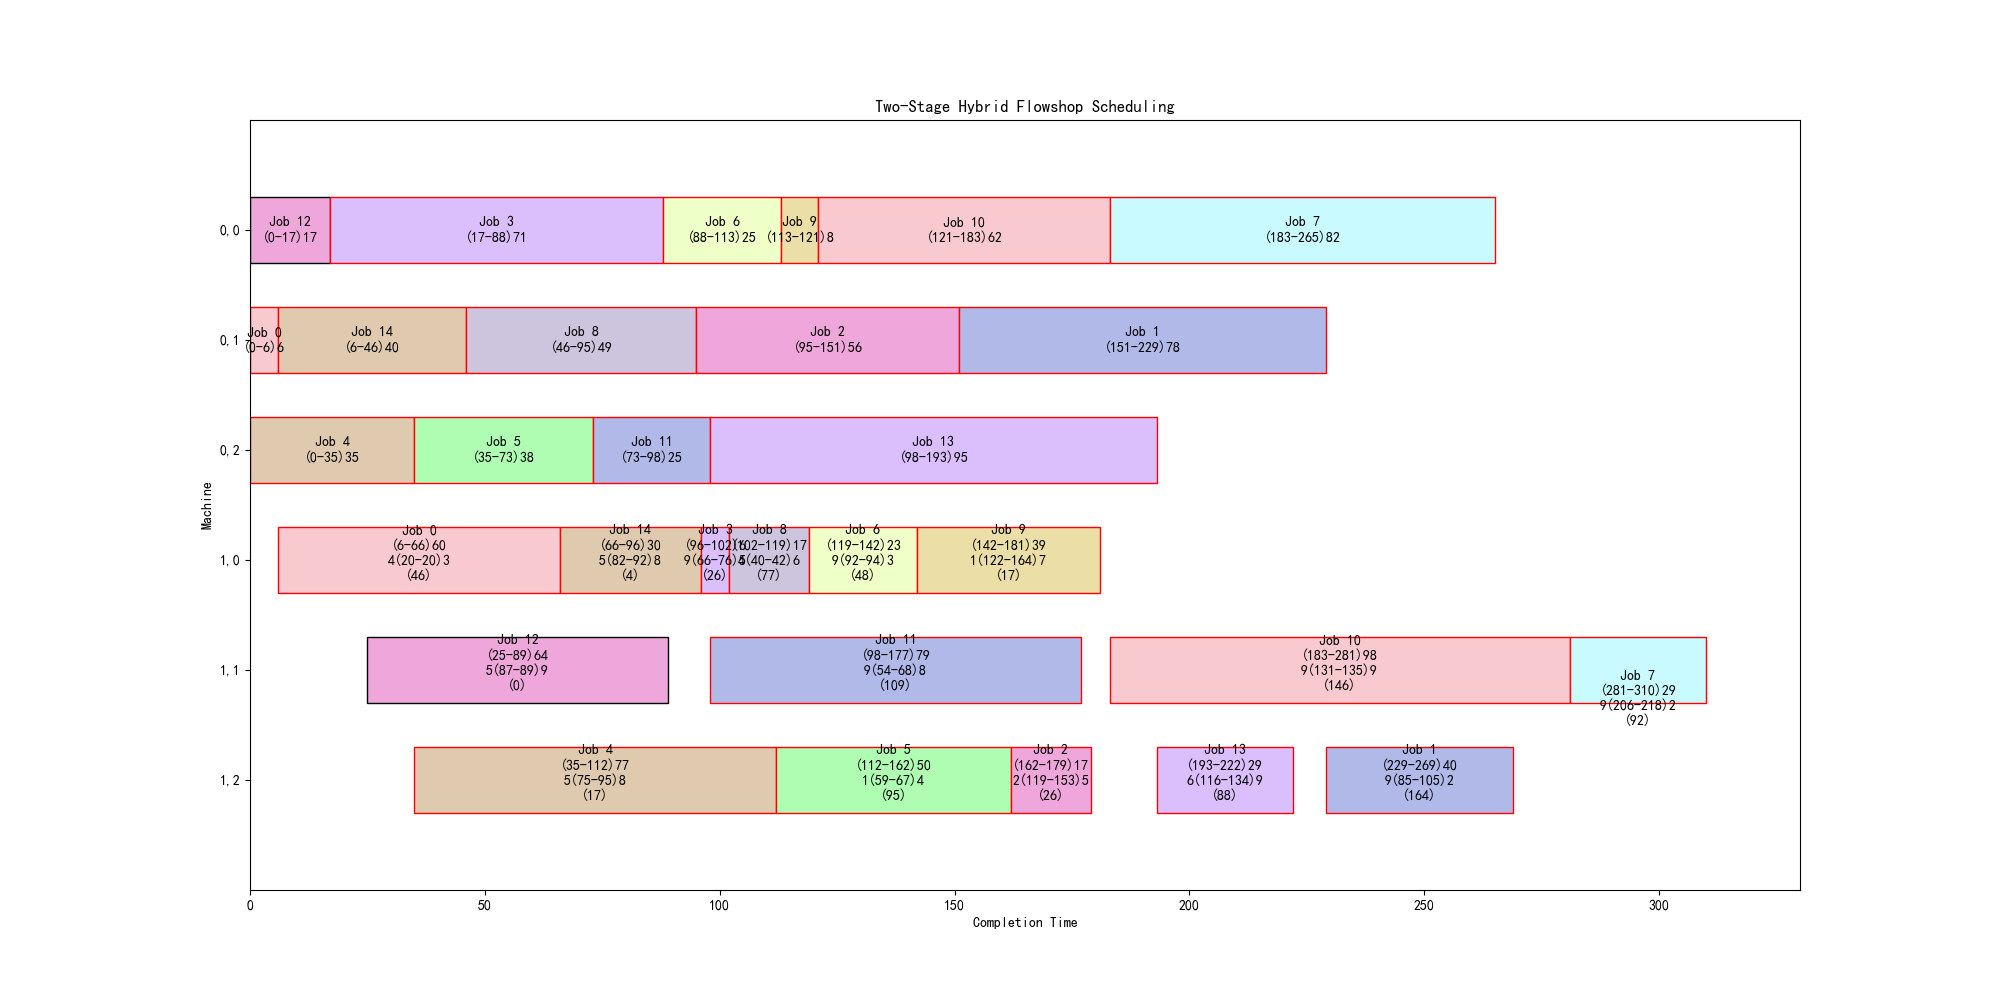 Two-Stage Hybrid Flowshop Scheduling
0,0
Job 12
(0-17)17
Job 3
(17-88)71
Job 6
(88-113)25
Job 9
(113-121)8
Job 10
(121-183)62
Job 7
(183-265)82
0,1
Job 0
(0-6)6
Job 14
(6-46)40
Job 8
(46-95)49
Job 2
(95-151)56
Job 1
(151-229)78
0,2
Job 4
(0-35)35
Job 5
(35-73)38
Job 11
(73-98)25
Job 13
(98-193)95
Machine
1,0
Job 0
(6-66)60
4(20-20)3
(46)
Job 14
(66-96)30
5(82-92)8
(4)
Job 3
(96-102)6
9(66-76)4
(26)
Job 8
(102-119)17
5(40-42)6
(77)
Job 6
(119-142)23
9(92-94)3
(48)
Job 9
(142-181)39
1(122-164)7
(17)
1,1
Job 12
(25-89)64
5(87-89)9
(0)
Job 11
(98-177)79
9(54-68)8
(109)
Job 10
(183-281)98
9(131-135)9
(146)
Job 7
(281-310)29
9(206-218)2
(92)
1,2
Job 4
(35-112)77
5(75-95)8
(17)
Job 5
(112-162)50
1(59-67)4
(95)
Job 2
(162-179)17
2(119-153)5
(26)
Job 13
(193-222)29
6(116-134)9
(88)
Job 1
(229-269)40
9(85-105)2
(164)
0
50
100
150
200
250
300
Completion Time